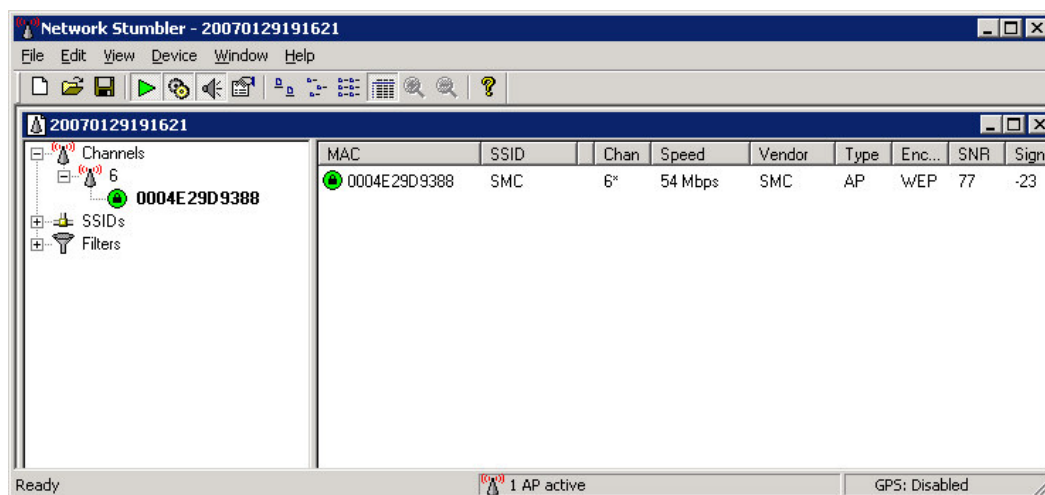 Network Stumbler - 20070129191621
File Edit View Device Window Help
20070129191621
Channels
6
0004E29D9388
SSIDs
Filters
MAC SSID Chan Speed Vendor Type Enc... SNR Sign
0004E29D9388 SMC 6* 54 Mbps SMC AP WEP 77 -23
Ready 1 AP active GPS: Disabled